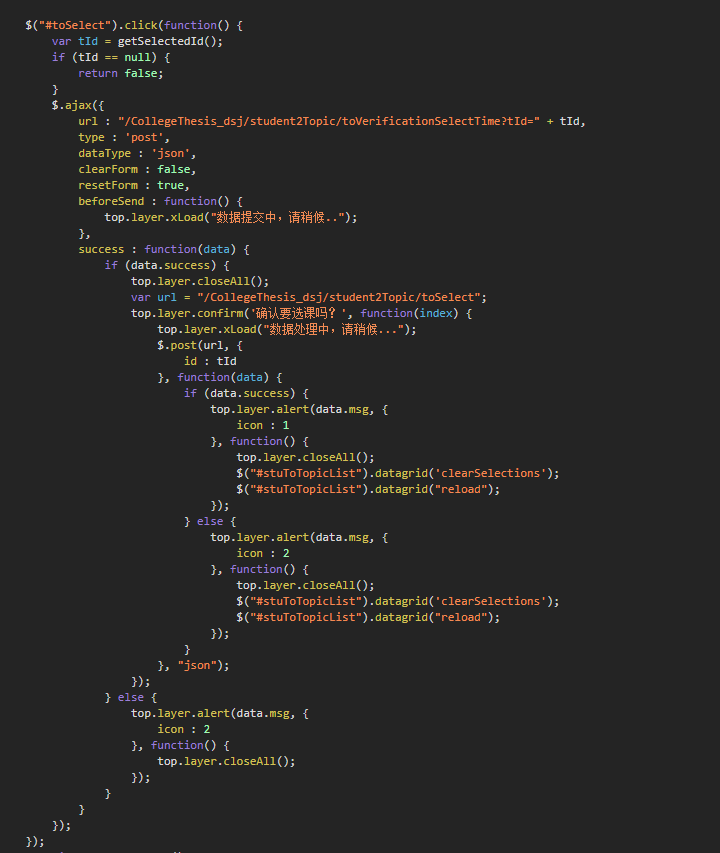 $("#toSelect").click(function() {
    var tId = getSelectedId();
    if (tId == null) {
        return false;
    }
    $.ajax({
        url : "/CollegeThesis_dsj/student2Topic/toVerificationSelectTime?tId=" + tId,
        type : 'post',
        dataType : 'json',
        clearForm : false,
        resetForm : true,
        beforeSend : function() {
            top.layer.xLoad("数据提交中，请稍候..");
        },
        success : function(data) {
            if (data.success) {
                top.layer.closeAll();
                var url = "/CollegeThesis_dsj/student2Topic/toSelect";
                top.layer.confirm('确认要选课吗？', function(index) {
                    top.layer.xLoad("数据处理中，请稍候...");
                    $.post(url, {
                        id : tId
                    }, function(data) {
                        if (data.success) {
                            top.layer.alert(data.msg, {
                                icon : 1
                            }, function() {
                                top.layer.closeAll();
                                $("#stuToTopicList").datagrid('clearSelections');
                                $("#stuToTopicList").datagrid("reload");
                            });
                        } else {
                            top.layer.alert(data.msg, {
                                icon : 2
                            }, function() {
                                top.layer.closeAll();
                                $("#stuToTopicList").datagrid('clearSelections');
                                $("#stuToTopicList").datagrid("reload");
                            });
                        }
                    }, "json");
                });
            } else {
                top.layer.alert(data.msg, {
                    icon : 2
                }, function() {
                    top.layer.closeAll();
                });
            }
        }
    });
});